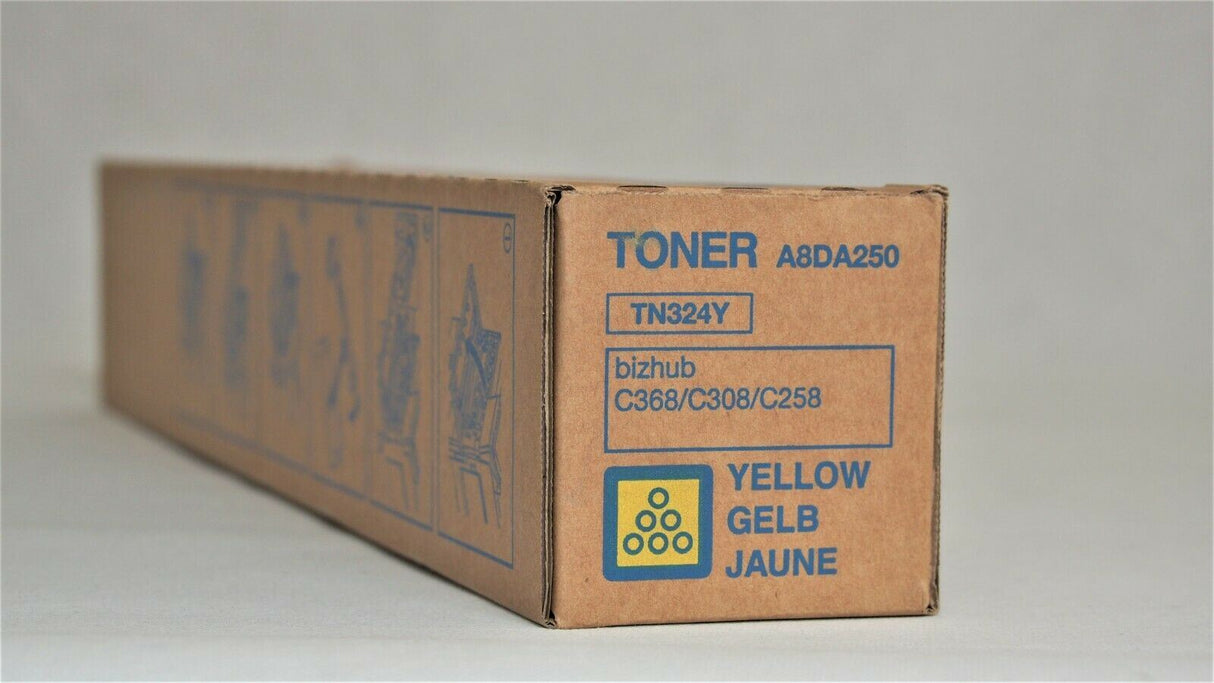 TONER A8DA250
TN324Y
bizhub
C368/C308/C258
YELLOW
GELB
JAUNE